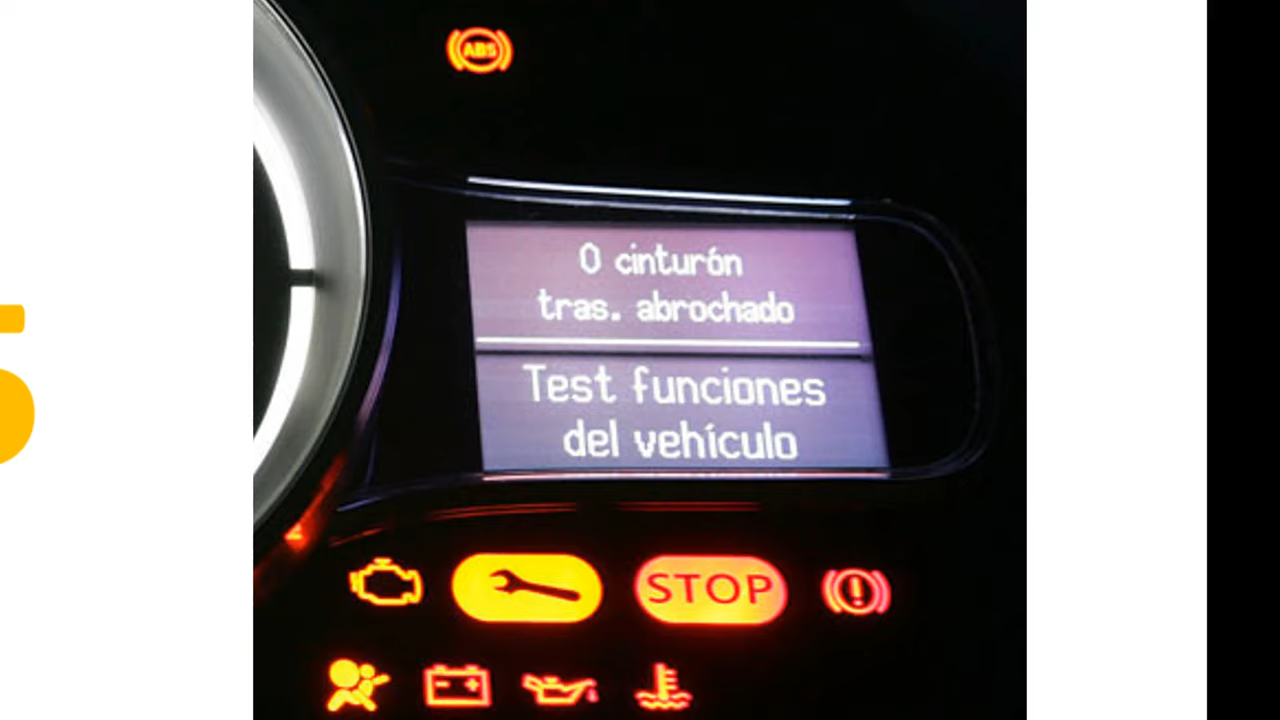 ABS
0 cinturón
tras. abrochado
Test funciones
del vehículo
STOP